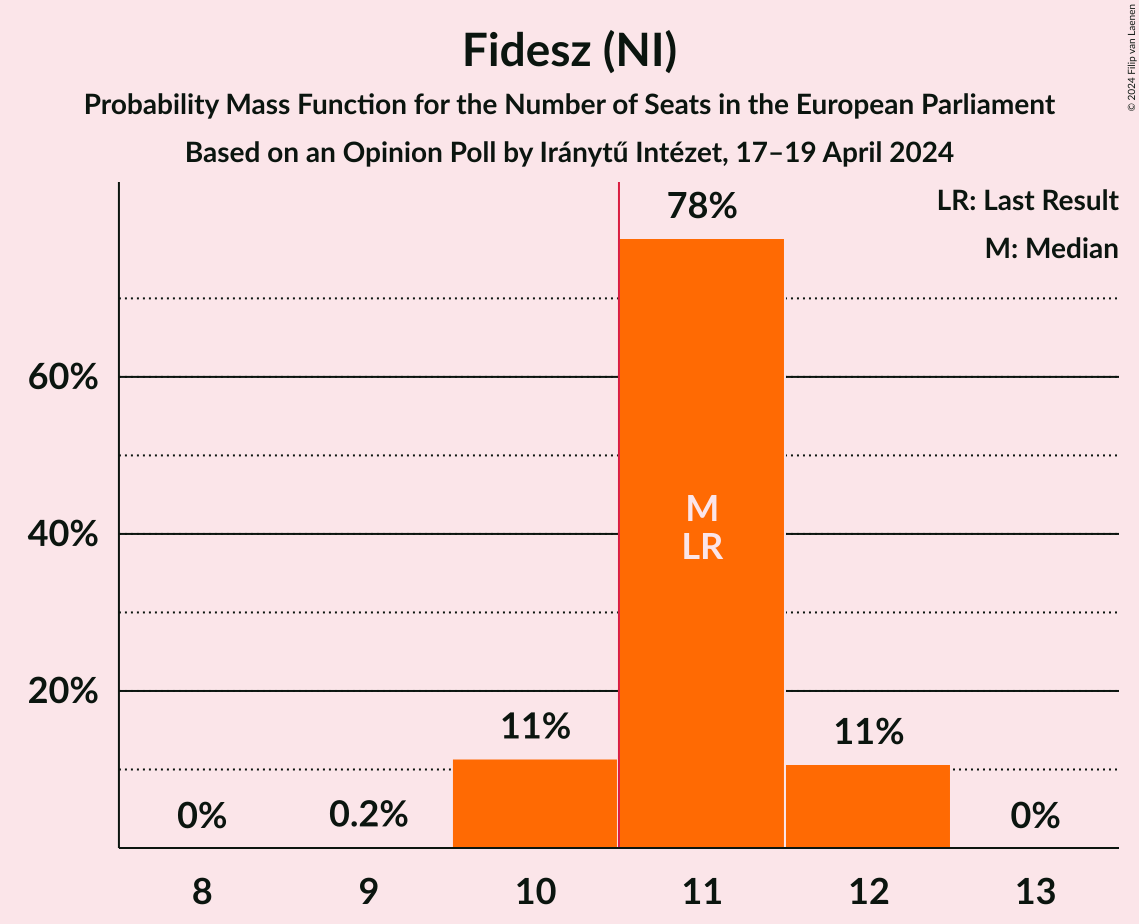 Fidesz (NI)
Probability Mass Function for the Number of Seats in the European Parliament
Based on an Opinion Poll by Iránytű Intézet, 17–19 April 2024
© 2024 Filip van Laenen
LR: Last Result
M: Median
78%
60%
M
40%
LR
20%
11%
11%
0%
0.2%
0%
8
9
10
11
12
13